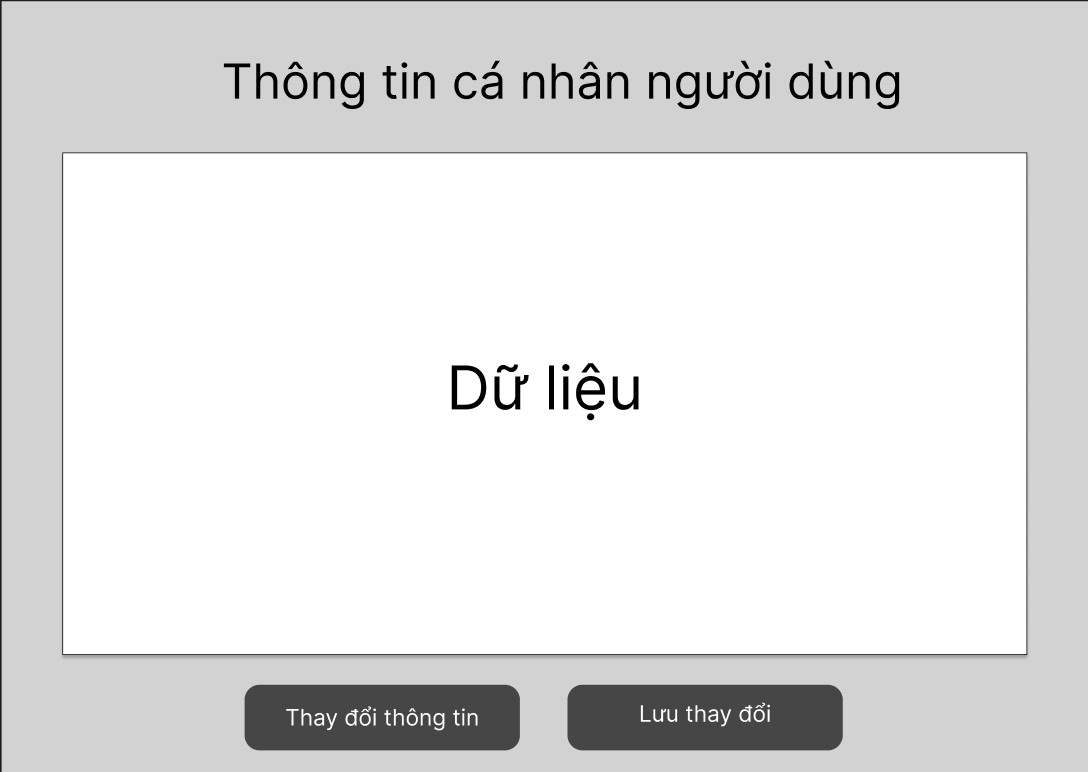 Thông tin cá nhân người dùng
Dữ liệu
Thay đổi thông tin
Lưu thay đổi